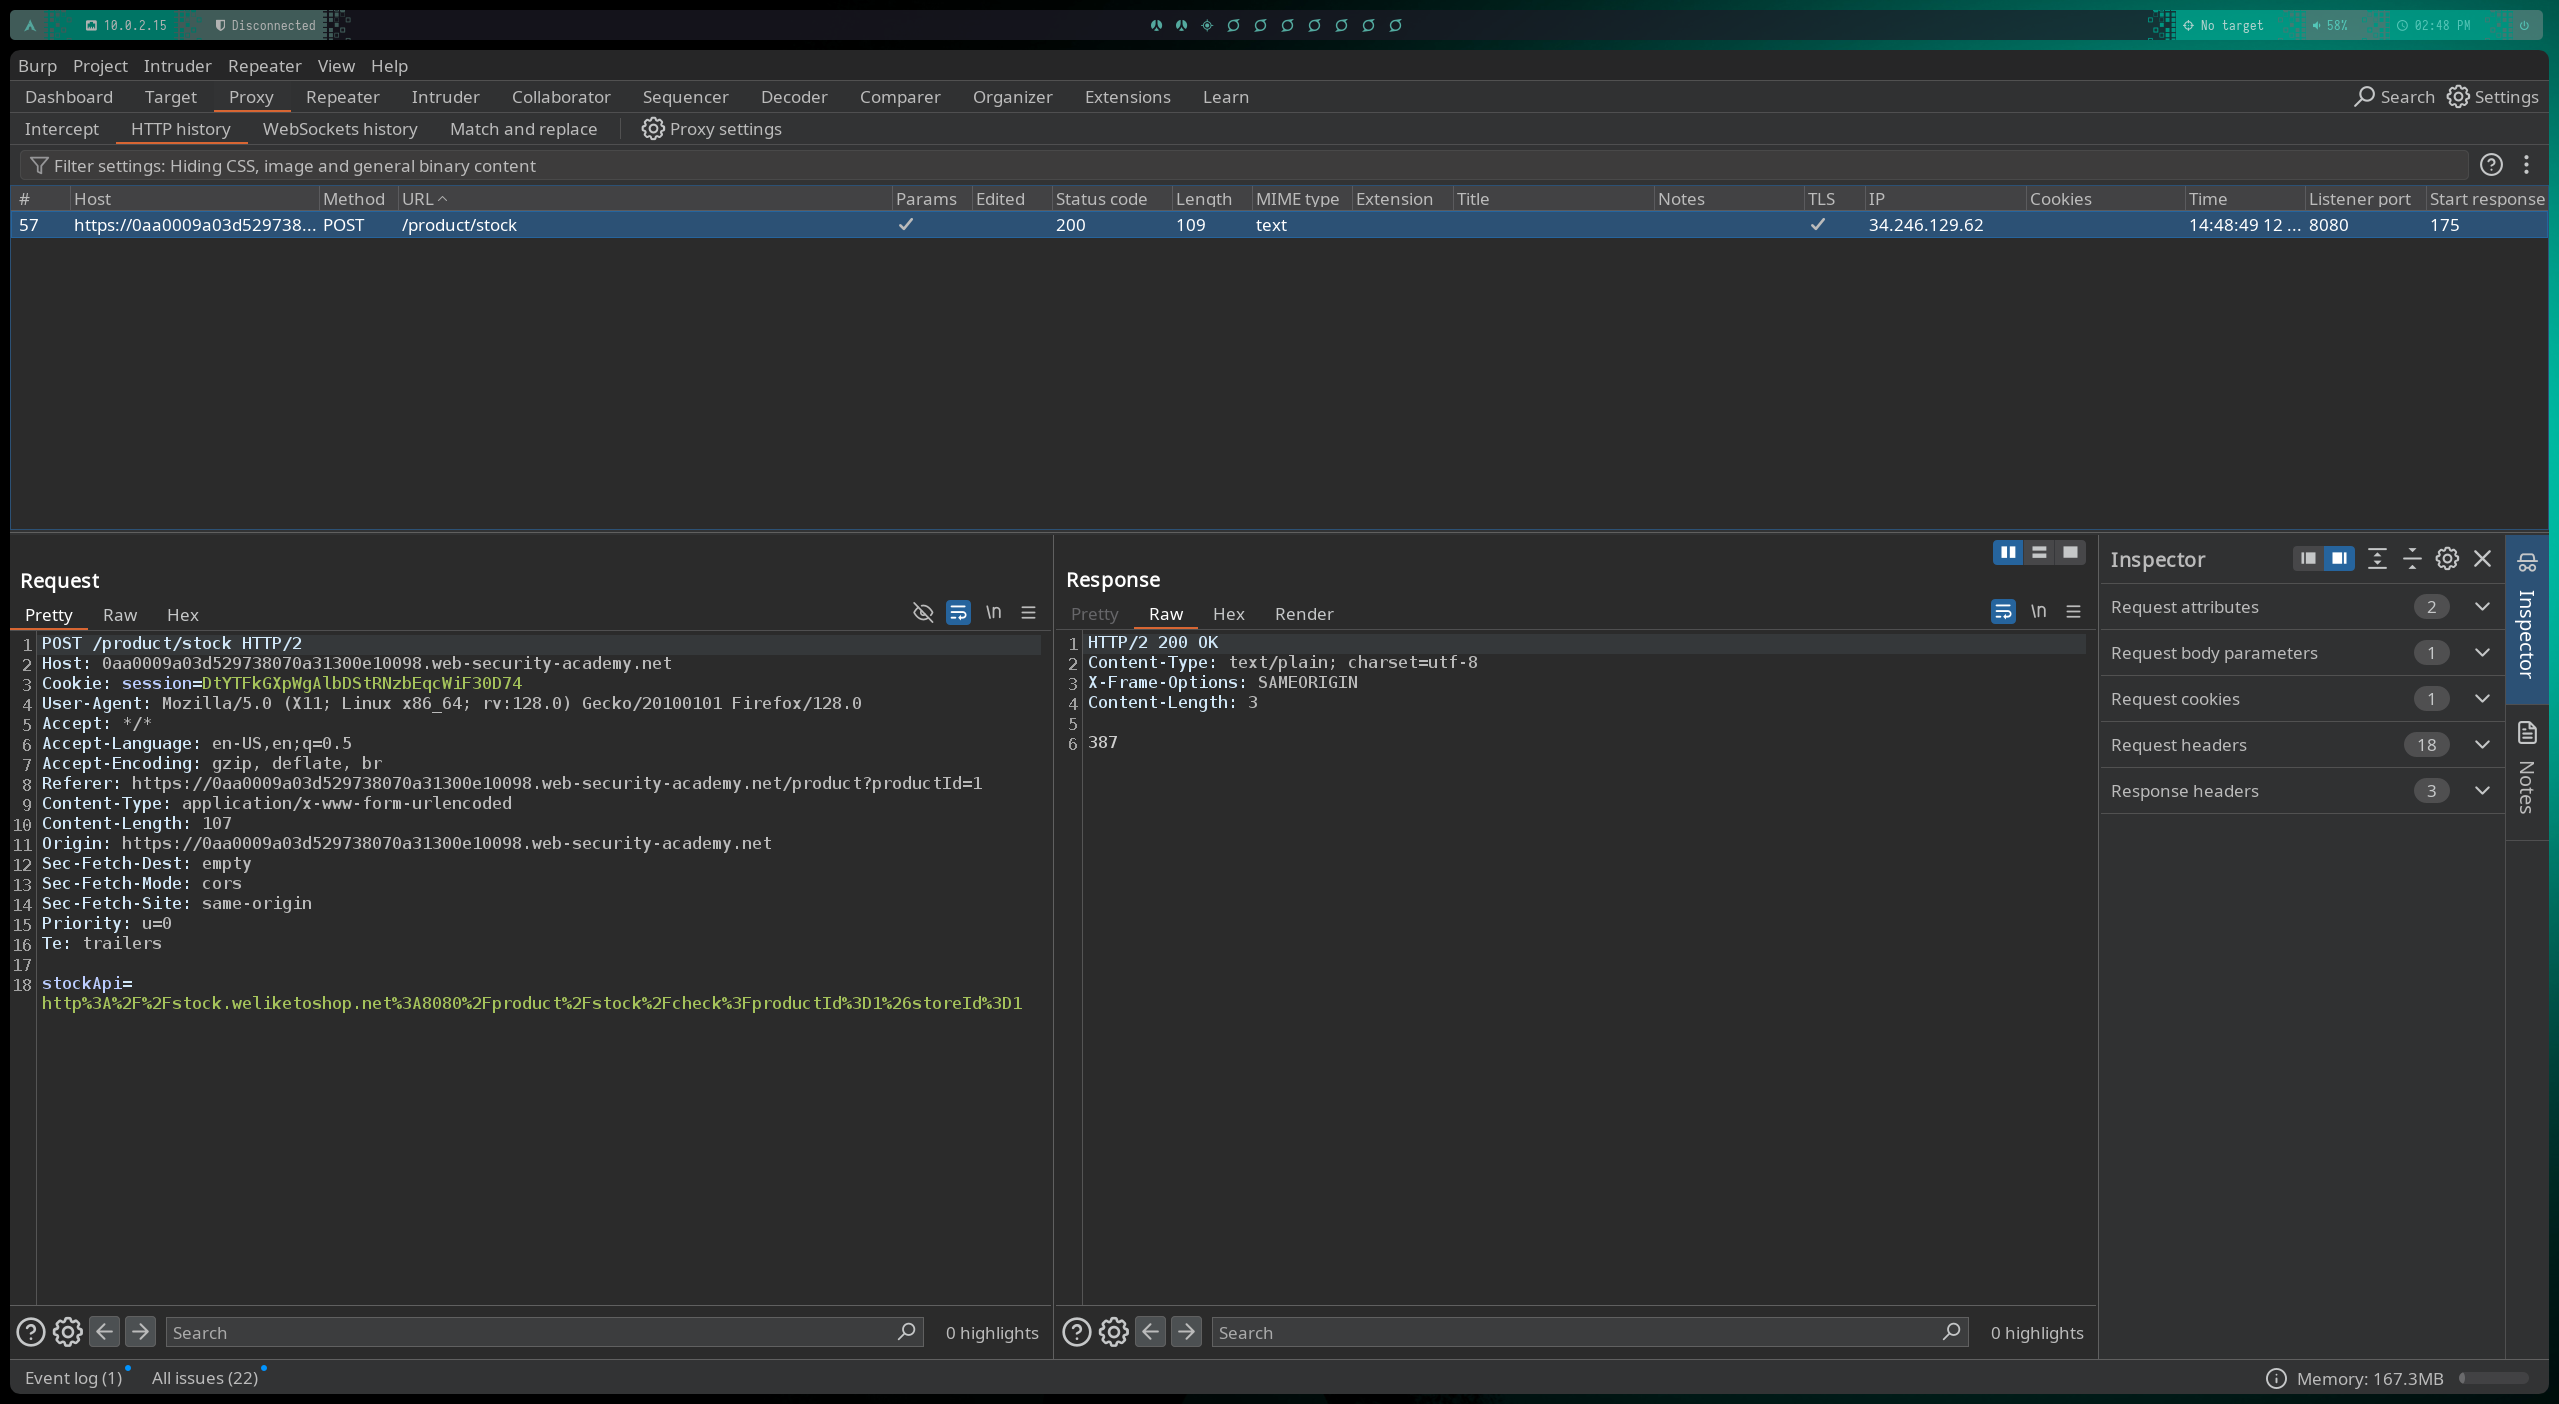 10.0.2.15 Disconnected No target 58% 02:48 PM
Burp Project Intruder Repeater View Help
Dashboard Target Proxy Repeater Intruder Collaborator Sequencer Decoder Comparer Organizer Extensions Learn Search Settings
Intercept HTTP history WebSockets history Match and replace Proxy settings
Filter settings: Hiding CSS, image and general binary content
# Host Method URL Params Edited Status code Length MIME type Extension Title Notes TLS IP Cookies Time Listener port Start response
57 https://0aa0009a03d529738... POST /product/stock 200 109 text 34.246.129.62 14:48:49 12 ... 8080 175
Request
Pretty Raw Hex \n
1 POST /product/stock HTTP/2
2 Host: 0aa0009a03d529738070a31300e10098.web-security-academy.net
3 Cookie: session=DtYTFkGXpWgAlbDStRNzbEqcWiF30D74
4 User-Agent: Mozilla/5.0 (X11; Linux x86_64; rv:128.0) Gecko/20100101 Firefox/128.0
5 Accept: */*
6 Accept-Language: en-US,en;q=0.5
7 Accept-Encoding: gzip, deflate, br
8 Referer: https://0aa0009a03d529738070a31300e10098.web-security-academy.net/product?productId=1
9 Content-Type: application/x-www-form-urlencoded
10 Content-Length: 107
11 Origin: https://0aa0009a03d529738070a31300e10098.web-security-academy.net
12 Sec-Fetch-Dest: empty
13 Sec-Fetch-Mode: cors
14 Sec-Fetch-Site: same-origin
15 Priority: u=0
16 Te: trailers
17
18 stockApi=
http%3A%2F%2Fstock.weliketoshop.net%3A8080%2Fproduct%2Fstock%2Fcheck%3FproductId%3D1%26storeId%3D1
Search 0 highlights
Response
Pretty Raw Hex Render \n
1 HTTP/2 200 OK
2 Content-Type: text/plain; charset=utf-8
3 X-Frame-Options: SAMEORIGIN
4 Content-Length: 3
5
6 387
Search 0 highlights
Inspector
Request attributes 2
Request body parameters 1
Request cookies 1
Request headers 18
Response headers 3
Inspector
Notes
Event log (1) All issues (22) Memory: 167.3MB